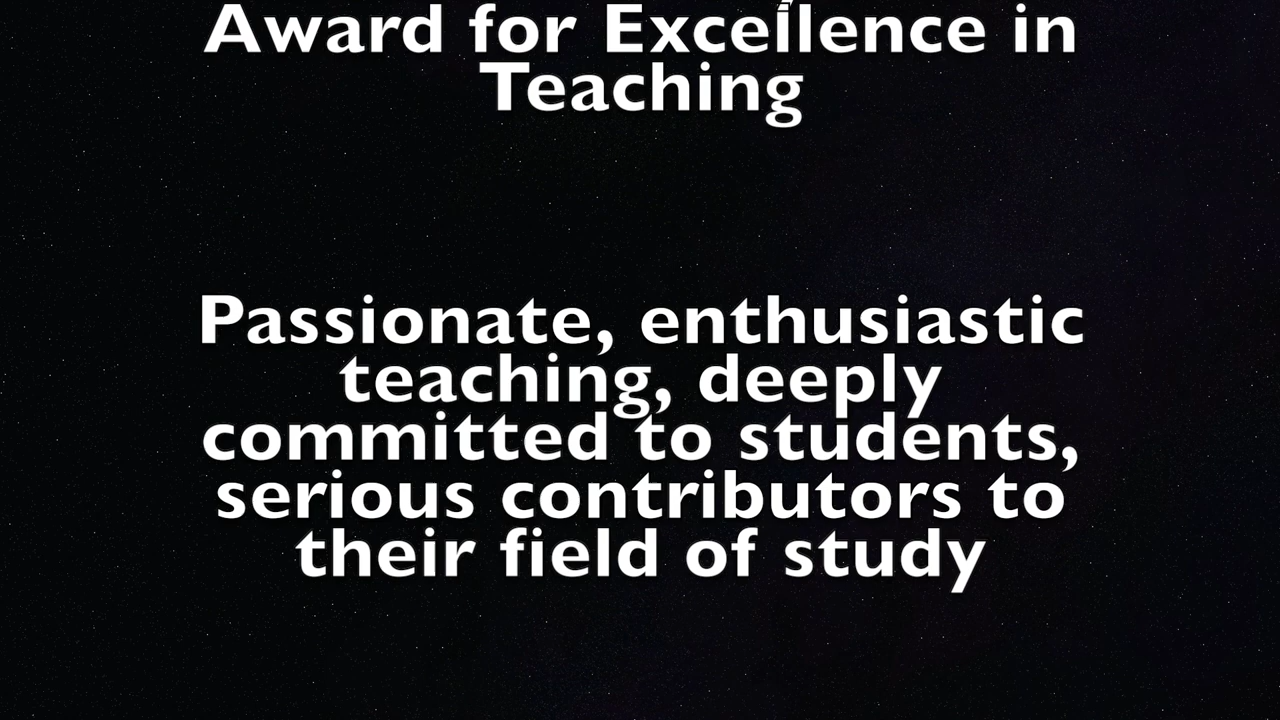 Award for Excellence in
Teaching
Passionate, enthusiastic
teaching, deeply
committed to students,
serious contributors to
their field of study